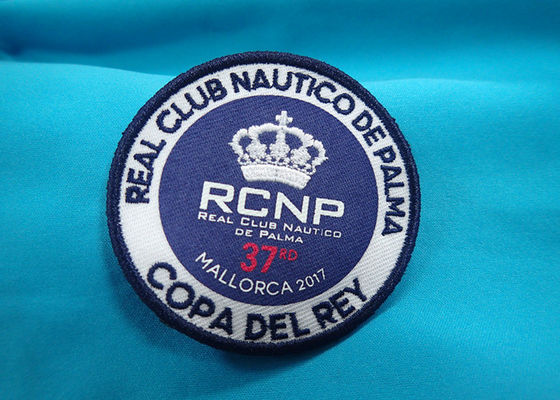 REAL CLUB NAUTICO DE PALMA
RCNP
REAL CLUB NAUTICO
DE PALMA
37RD
MALLORCA 2017
COPA DEL REY